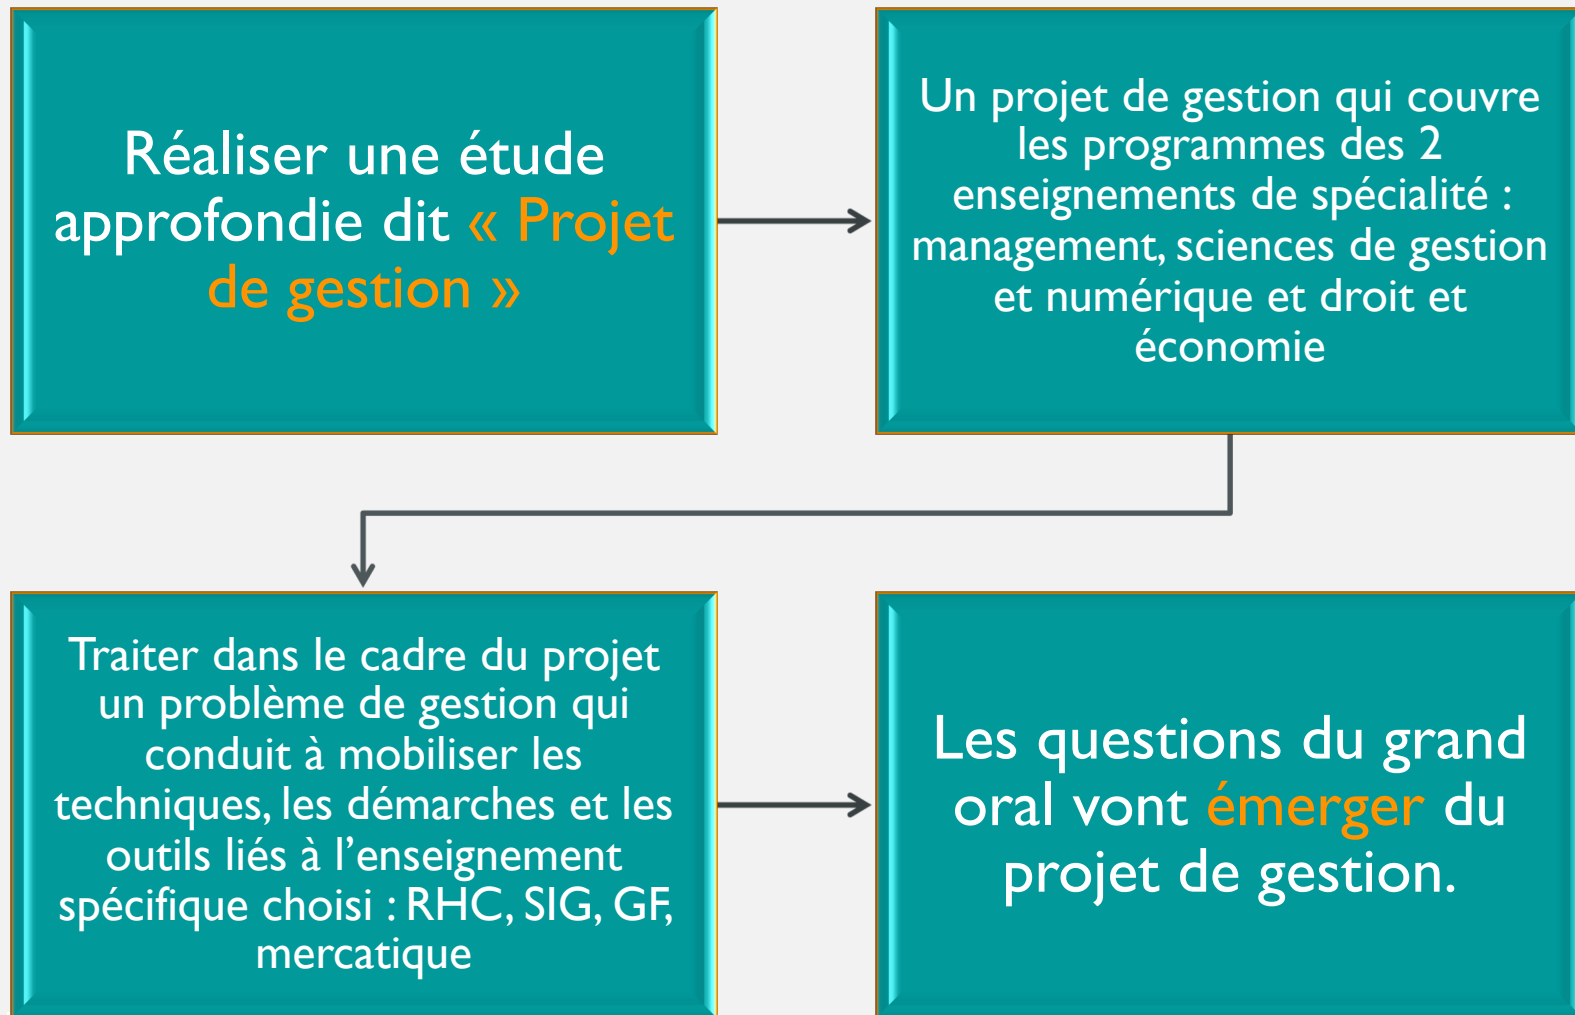 Réaliser une étude
approfondie dit « Projet
de gestion »
Un projet de gestion qui couvre
les programmes des 2
enseignements de spécialité :
management, sciences de gestion
et numérique et droit et
économie
Traiter dans le cadre du projet
un problème de gestion qui
conduit à mobiliser les
techniques, les démarches et les
outils liés à l’enseignement
spécifique choisi : RHC, SIG, GF,
mercatique
Les questions du grand
oral vont émerger du
projet de gestion.